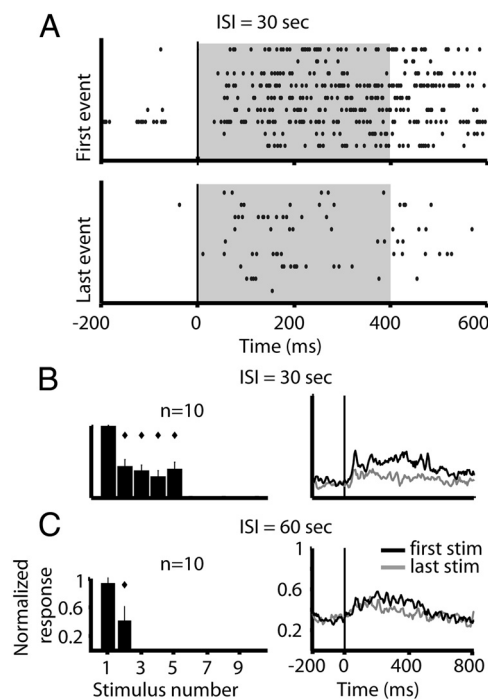 A
ISI = 30 sec
First event
Last event
-200 0 200 400 600
Time (ms)
B
ISI = 30 sec
n=10
C
ISI = 60 sec
n=10
Normalized
response
1
0.6
0.2
1 3 5 7 9
Stimulus number
first stim
last stim
1
0.6
0.2
-200 0 400 800
Time (ms)